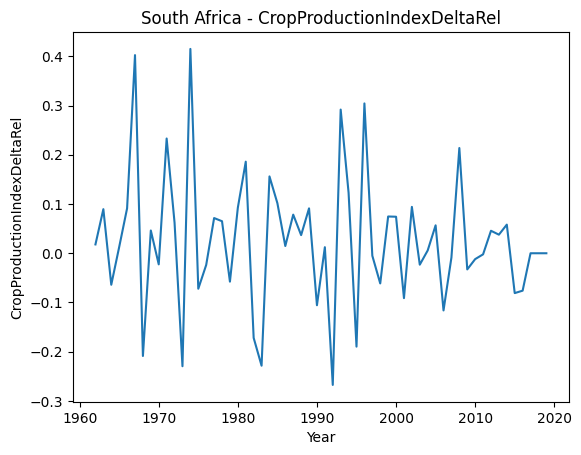 South Africa - CropProductionIndexDeltaRel
CropProductionIndexDeltaRel
0.4
0.3
0.2
0.1
0.0
−0.1
−0.2
−0.3
1960 1970 1980 1990 2000 2010 2020
Year